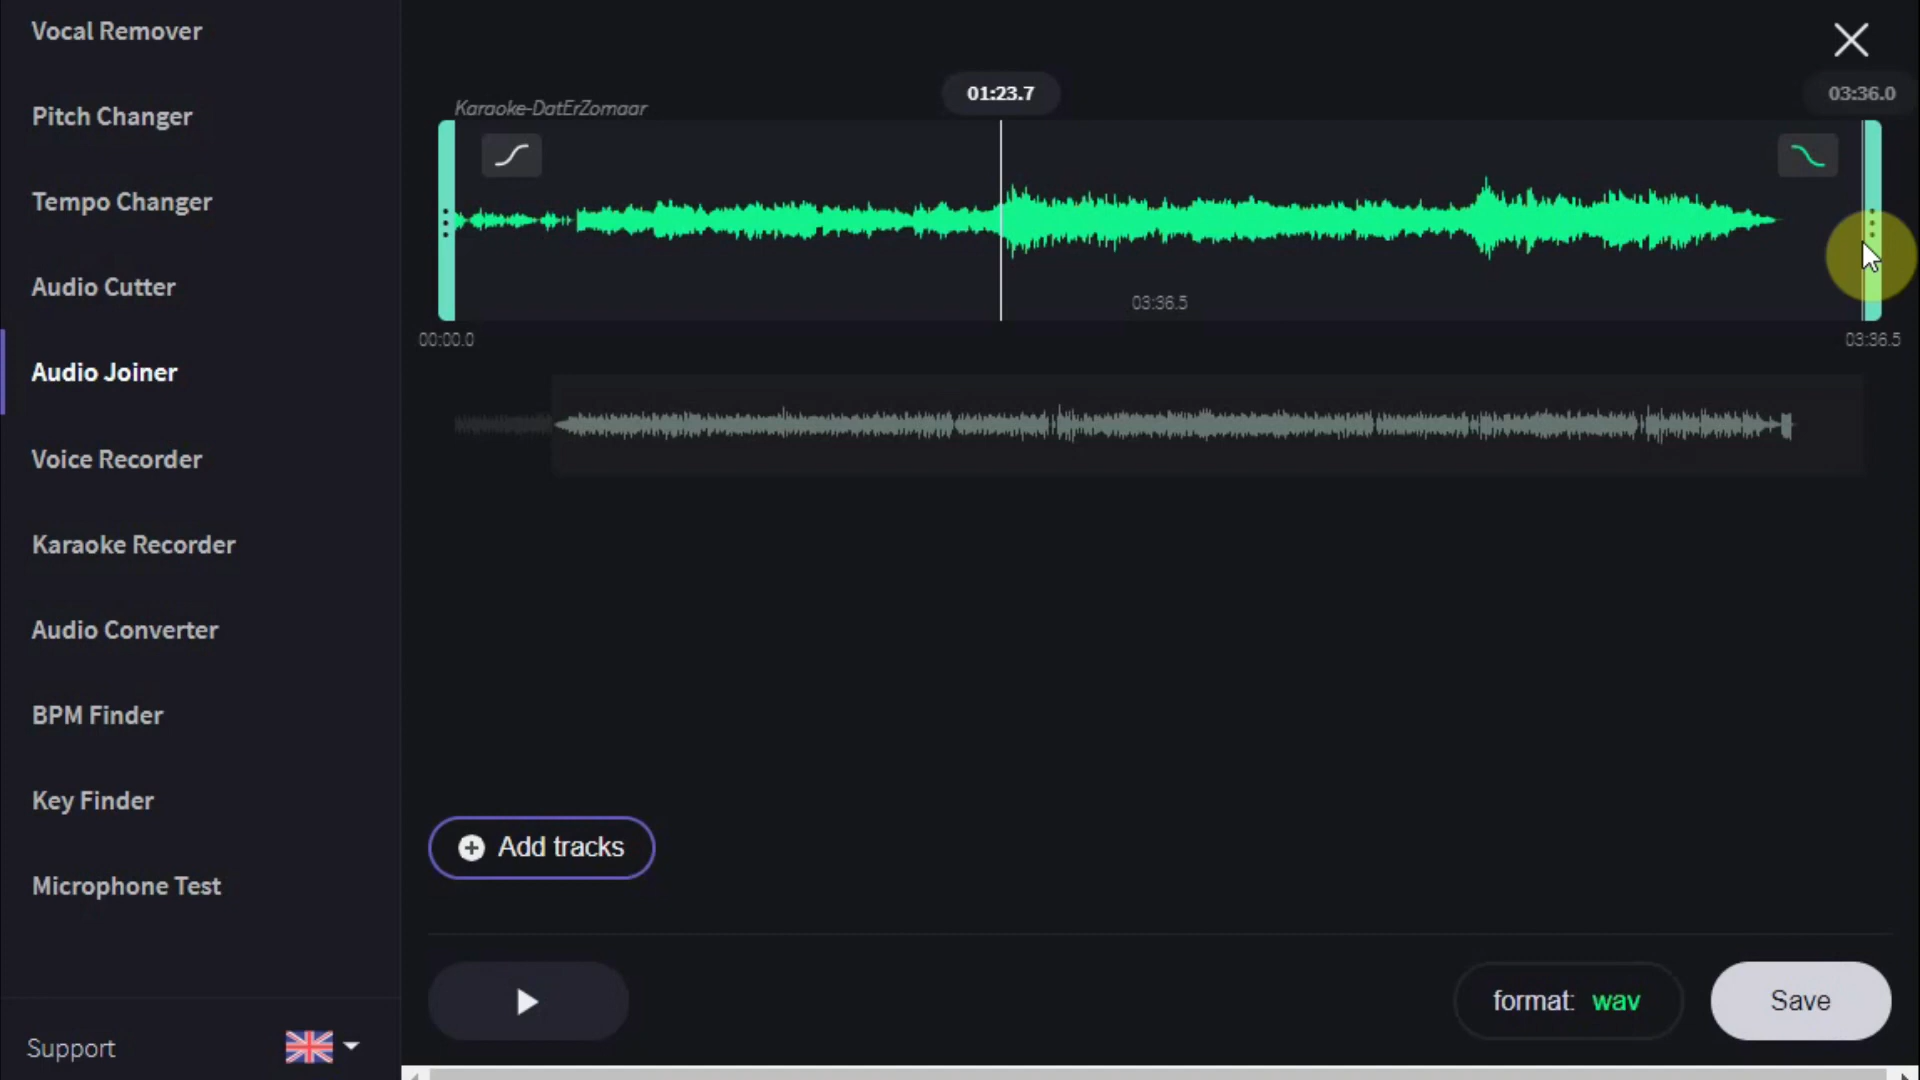 Vocal Remover
Pitch Changer
Tempo Changer
Audio Cutter
Audio Joiner
Voice Recorder
Karaoke Recorder
Audio Converter
BPM Finder
Key Finder
Microphone Test
Support
01:23.7
03:36.0
Karaoke-DatErZomaar
03:36.5
00:00.0
03:36.5
Add tracks
format: wav
Save